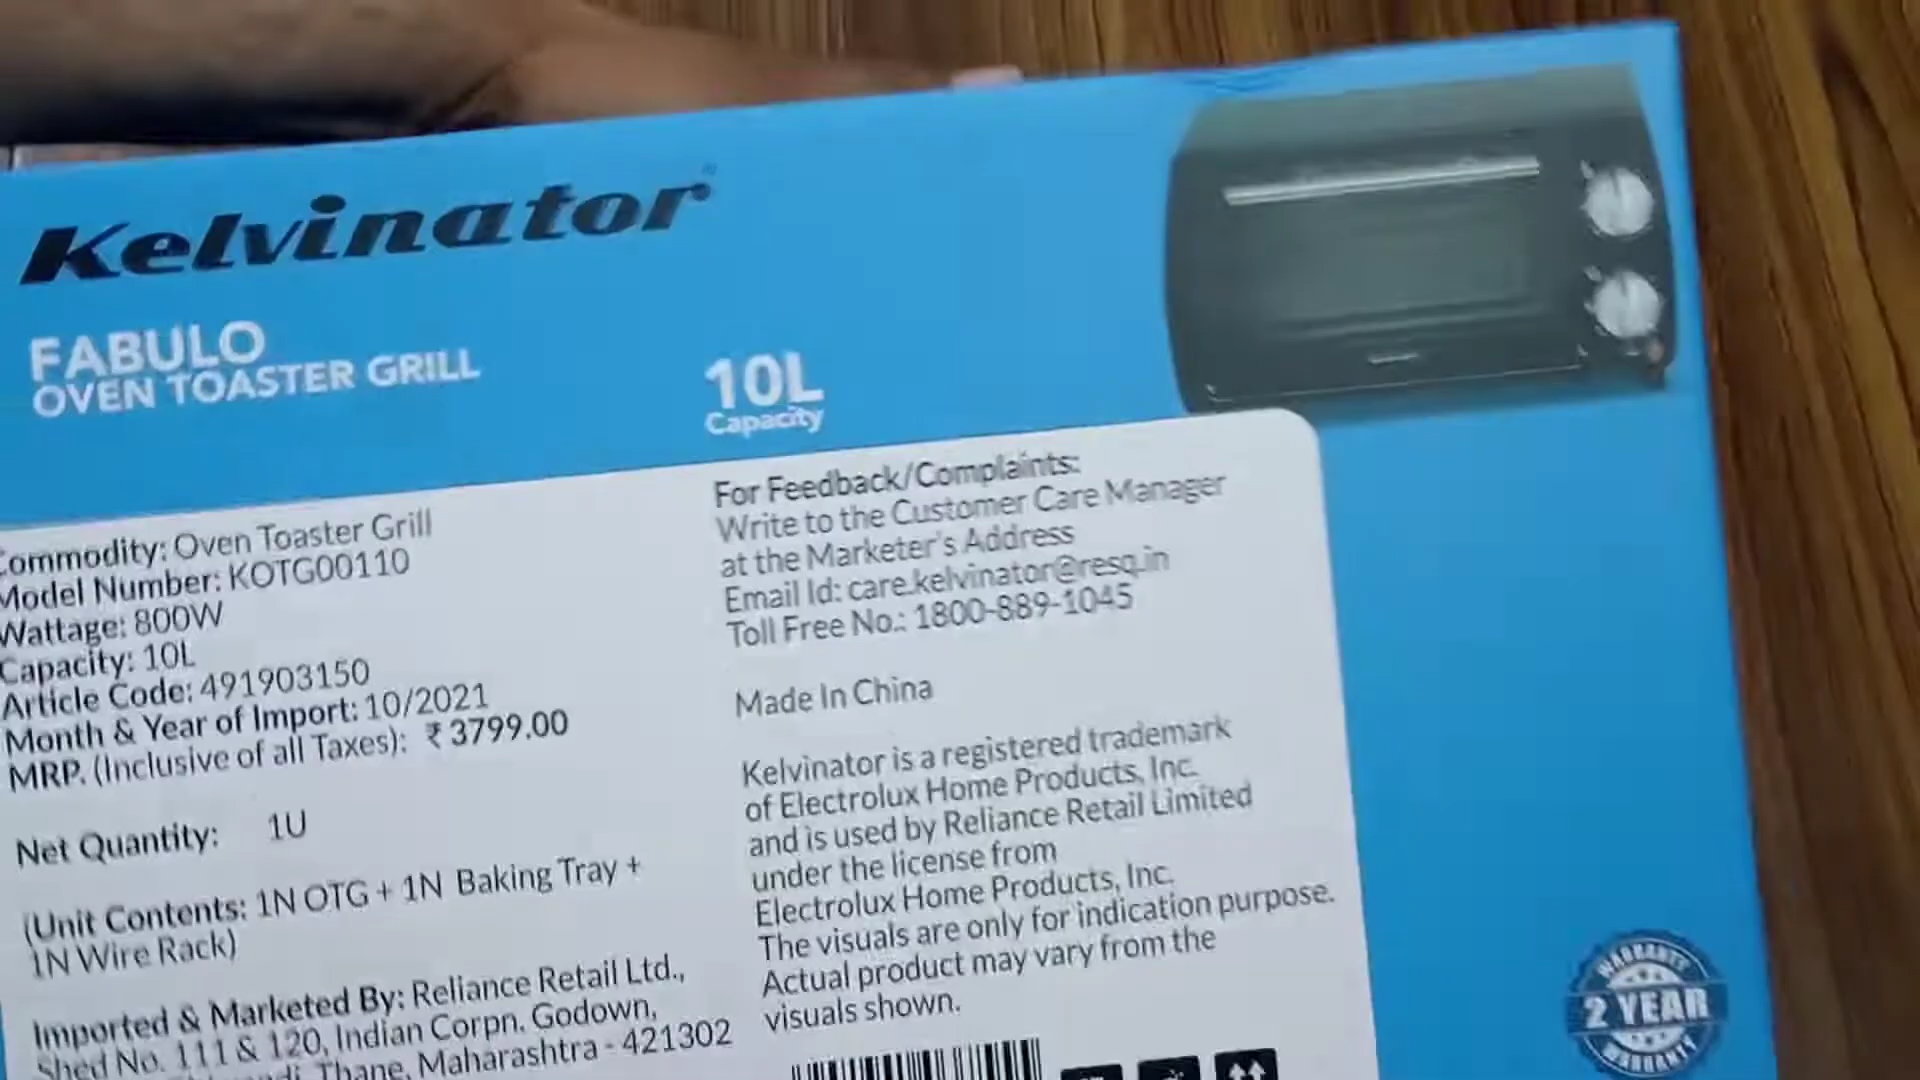 Kelvinator
FABULO
OVEN TOASTER GRILL
10L
Capacity
Commodity: Oven Toaster Grill
Model Number: KOTG00110
Wattage: 800W
Capacity: 10L
Article Code: 491903150
Month & Year of Import: 10/2021
MRP. (Inclusive of all Taxes): ₹ 3799.00
Net Quantity: 1U
(Unit Contents: 1N OTG + 1N Baking Tray +
1N Wire Rack)
Imported & Marketed By: Reliance Retail Ltd.,
Shed No. 111 & 120, Indian Corpn. Godown,
Thane, Maharashtra - 421302
For Feedback/Complaints:
Write to the Customer Care Manager
at the Marketer's Address
Email Id: care.kelvinator@resq.in
Toll Free No.: 1800-889-1045
Made In China
Kelvinator is a registered trademark
of Electrolux Home Products, Inc.
and is used by Reliance Retail Limited
under the license from
Electrolux Home Products, Inc.
The visuals are only for indication purpose.
Actual product may vary from the
visuals shown.
WARRANTY
2 YEAR
WARRANTY